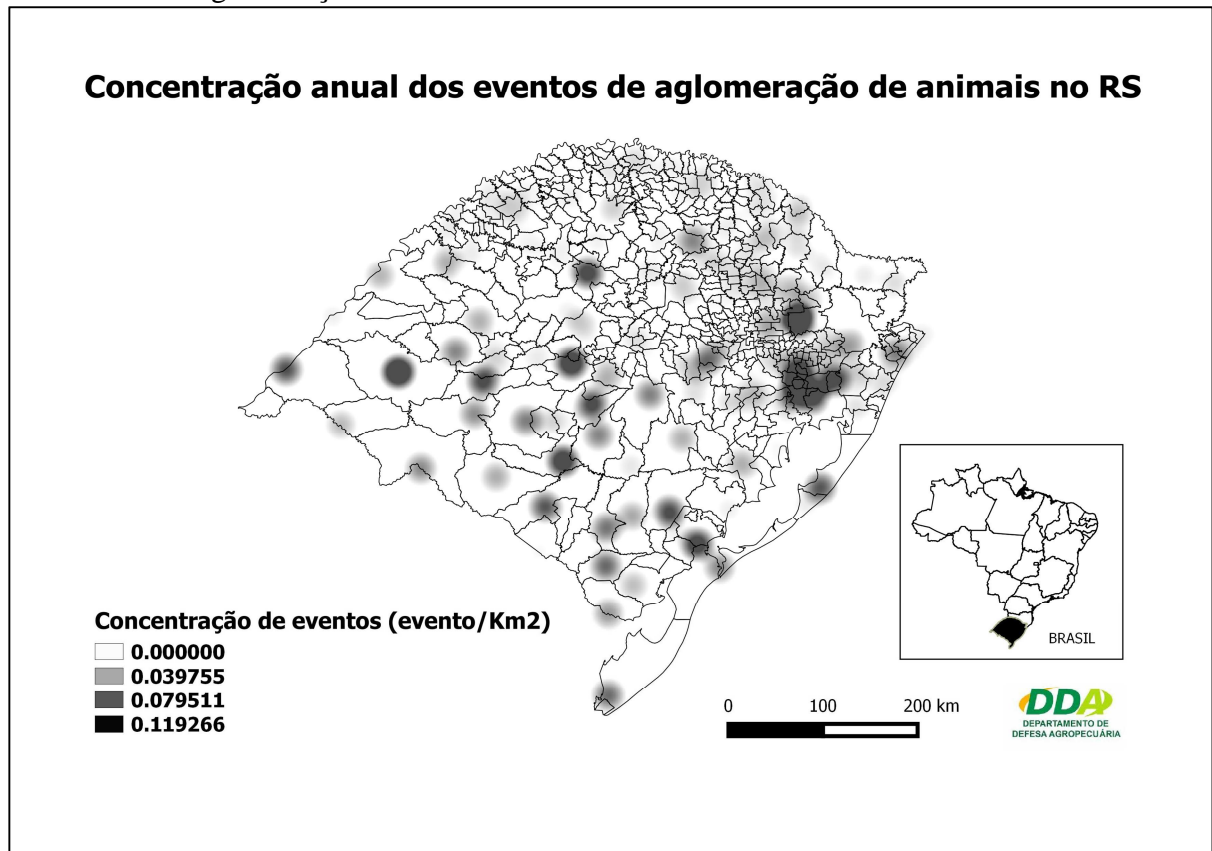 Concentração anual dos eventos de aglomeração de animais no RS
Concentração de eventos (evento/Km2)
0.000000
0.039755
0.079511
0.119266
BRASIL
0 100 200 km
DDA
DEPARTAMENTO DE
DEFESA AGROPECUÁRIA